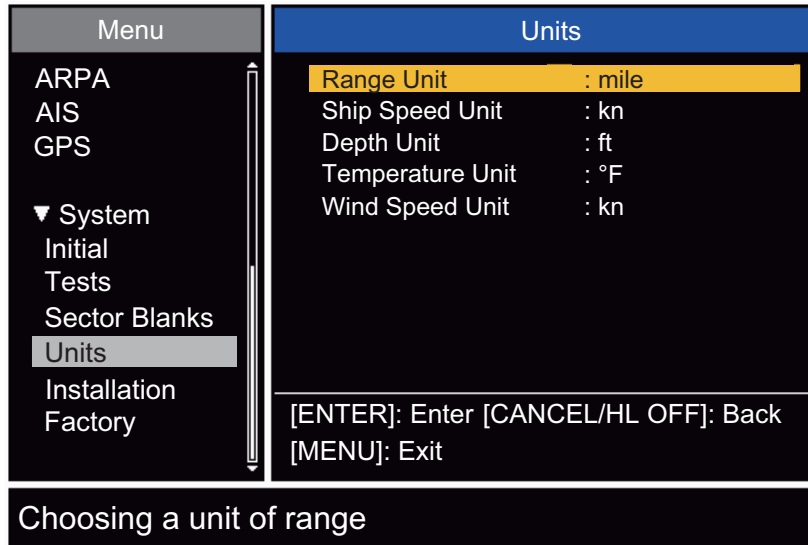 Menu
ARPA
AIS
GPS
▼ System
Initial
Tests
Sector Blanks
Units
Installation
Factory
Units
Range Unit : mile
Ship Speed Unit : kn
Depth Unit : ft
Temperature Unit : °F
Wind Speed Unit : kn
[ENTER]: Enter [CANCEL/HL OFF]: Back
[MENU]: Exit
Choosing a unit of range